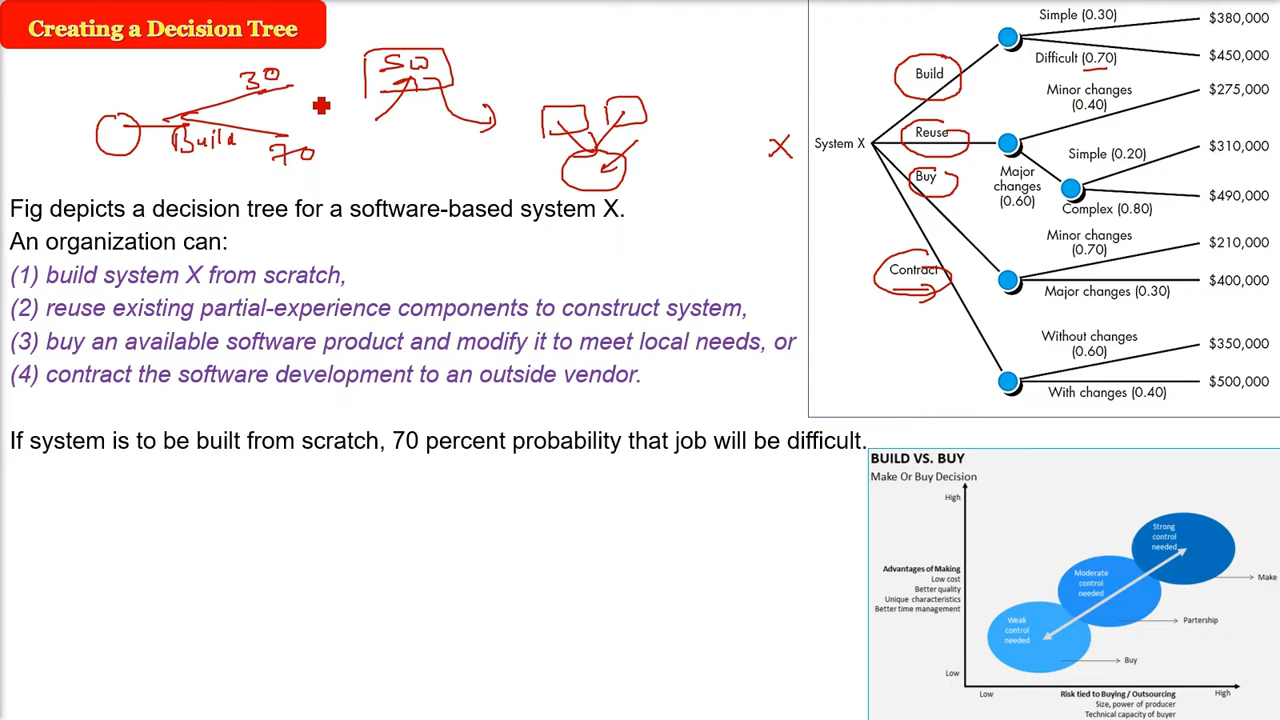 Creating a Decision Tree
30
Build
70
SW
X
Fig depicts a decision tree for a software-based system X.
An organization can:
(1) build system X from scratch,
(2) reuse existing partial-experience components to construct system,
(3) buy an available software product and modify it to meet local needs, or
(4) contract the software development to an outside vendor.
If system is to be built from scratch, 70 percent probability that job will be difficult.
System X
Build
Simple (0.30)
$380,000
Difficult (0.70)
$450,000
Reuse
Minor changes
(0.40)
$275,000
Major
changes
(0.60)
Simple (0.20)
$310,000
Complex (0.80)
$490,000
Buy
Minor changes
(0.70)
$210,000
Major changes (0.30)
$400,000
Contract
Without changes
(0.60)
$350,000
With changes (0.40)
$500,000
BUILD VS. BUY
Make Or Buy Decision
High
Advantages of Making
Low cost
Better quality
Unique characteristics
Better time management
Low
Strong
control
needed
Make
Moderate
control
needed
Partership
Weak
control
needed
Buy
Low
Risk tied to Buying / Outsourcing
High
Size, power of producer
Technical capacity of buyer